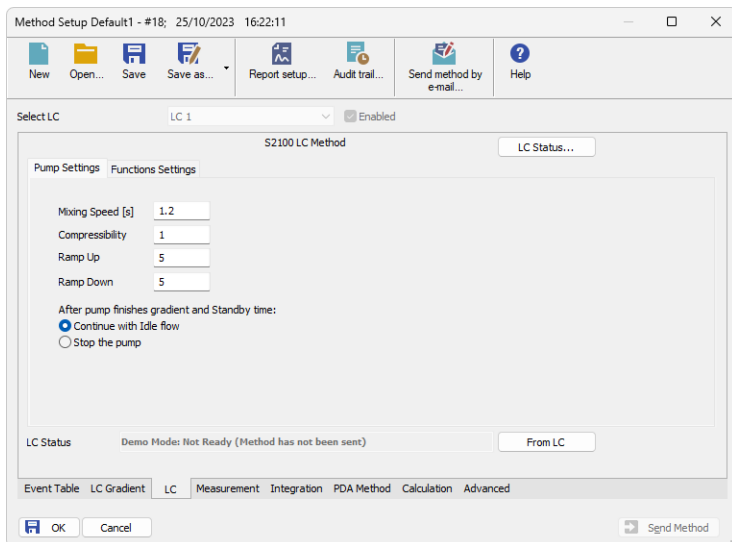 Method Setup Default1 - #18; 25/10/2023 16:22:11
New Open... Save Save as... Report setup... Audit trail... Send method by e-mail... Help
Select LC LC 1 Enabled
S2100 LC Method LC Status...
Pump Settings Functions Settings
Mixing Speed [s] 1.2
Compressibility 1
Ramp Up 5
Ramp Down 5
After pump finishes gradient and Standby time:
Continue with Idle flow
Stop the pump
LC Status Demo Mode: Not Ready (Method has not been sent) From LC
Event Table LC Gradient LC Measurement Integration PDA Method Calculation Advanced
OK Cancel Send Method